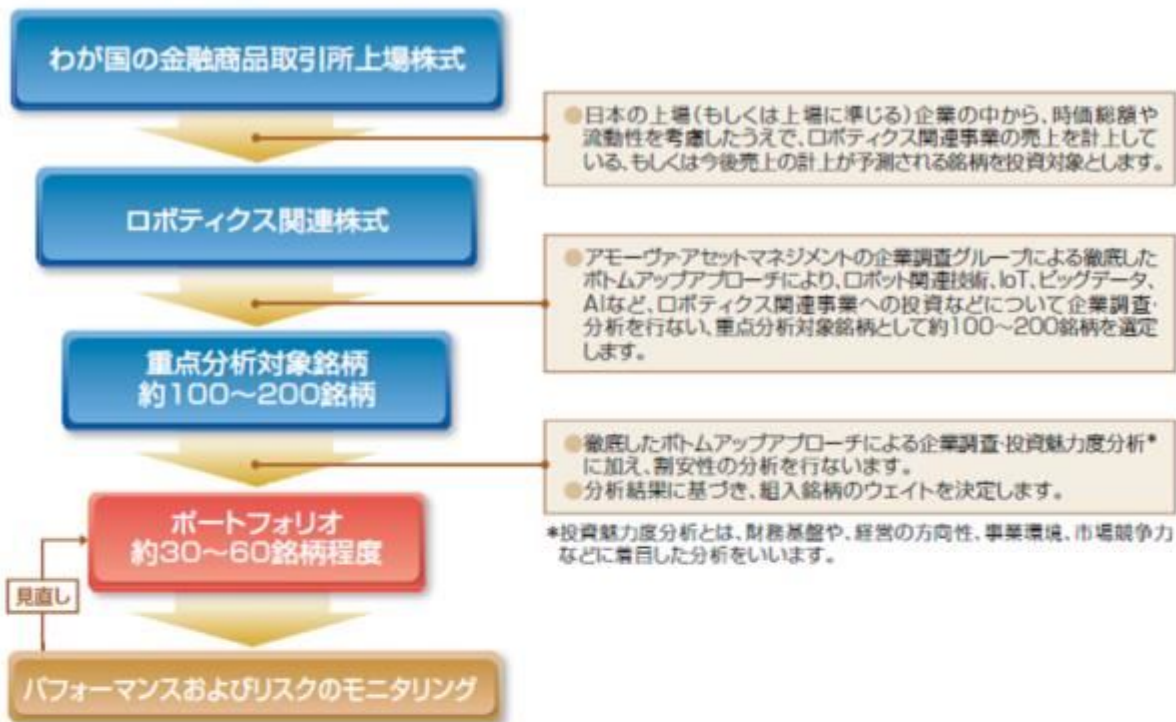 わが国の金融商品取引所上場株式
●日本の上場(もしくは上場に準じる)企業の中から、時価総額や
流動性を考慮したうえで、ロボティクス関連事業の売上を計上して
いる、もしくは今後売上の計上が予測される銘柄を投資対象とします。
ロボティクス関連株式
●アモーヴァ・アセットマネジメントの企業調査グループによる徹底した
ボトムアップアプローチにより、ロボット関連技術、IoT、ビッグデータ、
AIなど、ロボティクス関連事業への投資などについて企業調査・
分析を行ない、重点分析対象銘柄として約100～200銘柄を選定
します。
重点分析対象銘柄
約100～200銘柄
●徹底したボトムアップアプローチによる企業調査・投資魅力度分析*
に加え、割安性の分析を行ないます。
●分析結果に基づき、組入銘柄のウェイトを決定します。
*投資魅力度分析とは、財務基盤や、経営の方向性、事業環境、市場競争力
などに着目した分析をいいます。
ポートフォリオ
約30～60銘柄程度
見直し
パフォーマンスおよびリスクのモニタリング